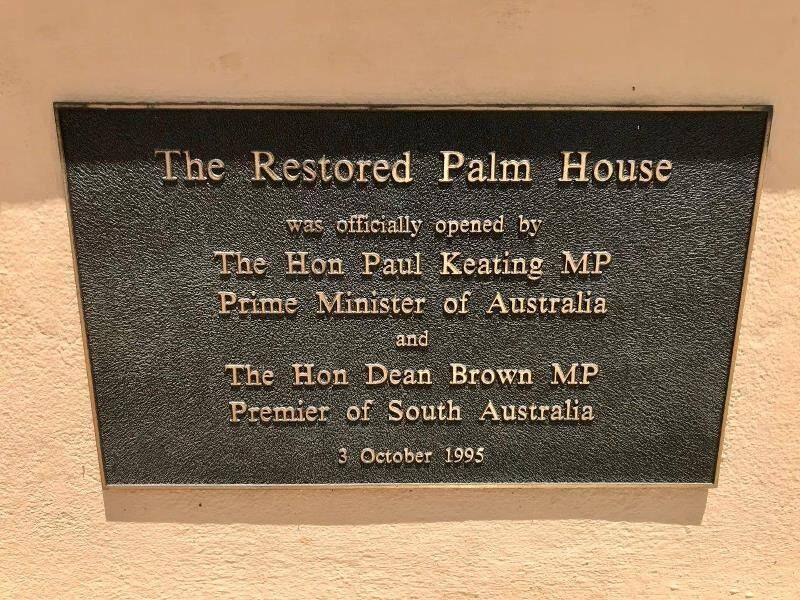 The Restored Palm House
was officially opened by
The Hon Paul Keating MP
Prime Minister of Australia
and
The Hon Dean Brown MP
Premier of South Australia
3 October 1995